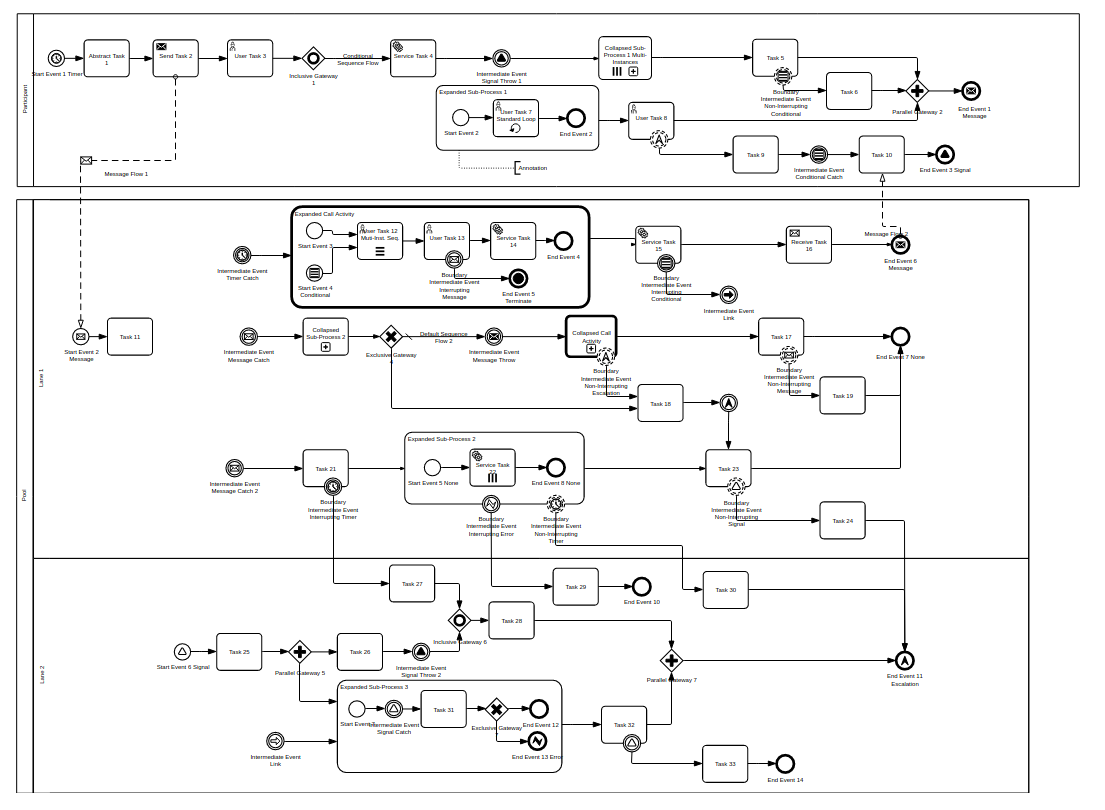 Participant
Start Event 1 Timer
Abstract Task
1
Send Task 2
User Task 3
Inclusive Gateway
1
Conditional
Sequence Flow
Service Task 4
Intermediate Event
Signal Throw 1
Collapsed Sub-
Process 1 Multi-
Instances
Task 5
Boundary
Intermediate Event
Non-Interrupting
Conditional
Task 6
Parallel Gateway 2
End Event 1
Message
Expanded Sub-Process 1
Start Event 2
User Task 7
Standard Loop
End Event 2
Annotation
User Task 8
Task 9
Intermediate Event
Conditional Catch
Task 10
End Event 3 Signal
Message Flow 1
Pool
Lane 1
Expanded Call Activity
Intermediate Event
Timer Catch
Start Event 3
Start Event 4
Conditional
User Task 12
Muti-Inst. Seq.
User Task 13
Boundary
Intermediate Event
Interrupting
Message
Service Task
14
End Event 4
End Event 5
Terminate
Service Task
15
Boundary
Intermediate Event
Interrupting
Conditional
Intermediate Event
Link
Receive Task
16
Message Flow 2
End Event 6
Message
Start Event 2
Message
Task 11
Intermediate Event
Message Catch
Collapsed
Sub-Process 2
Exclusive Gateway
Default Sequence
Flow 2
Intermediate Event
Message Throw
Collapsed Call
Activity
Boundary
Intermediate Event
Non-Interrupting
Escalation
Task 17
Boundary
Intermediate Event
Non-Interrupting
Message
End Event 7 None
Task 18
Task 19
Expanded Sub-Process 2
Intermediate Event
Message Catch 2
Task 21
Boundary
Intermediate Event
Interrupting Timer
Start Event 5 None
Service Task
End Event 8 None
Boundary
Intermediate Event
Interrupting Error
Boundary
Intermediate Event
Non-Interrupting
Timer
Task 23
Boundary
Intermediate Event
Non-Interrupting
Signal
Task 24
Lane 2
Task 27
Task 29
End Event 10
Task 30
Inclusive Gateway 6
Task 28
Start Event 6 Signal
Task 25
Parallel Gateway 5
Task 26
Intermediate Event
Signal Throw 2
Parallel Gateway 7
End Event 11
Escalation
Expanded Sub-Process 3
Start Event
Intermediate Event
Signal Catch
Task 31
Exclusive Gateway
End Event 12
End Event 13 Error
Intermediate Event
Link
Task 32
Task 33
End Event 14